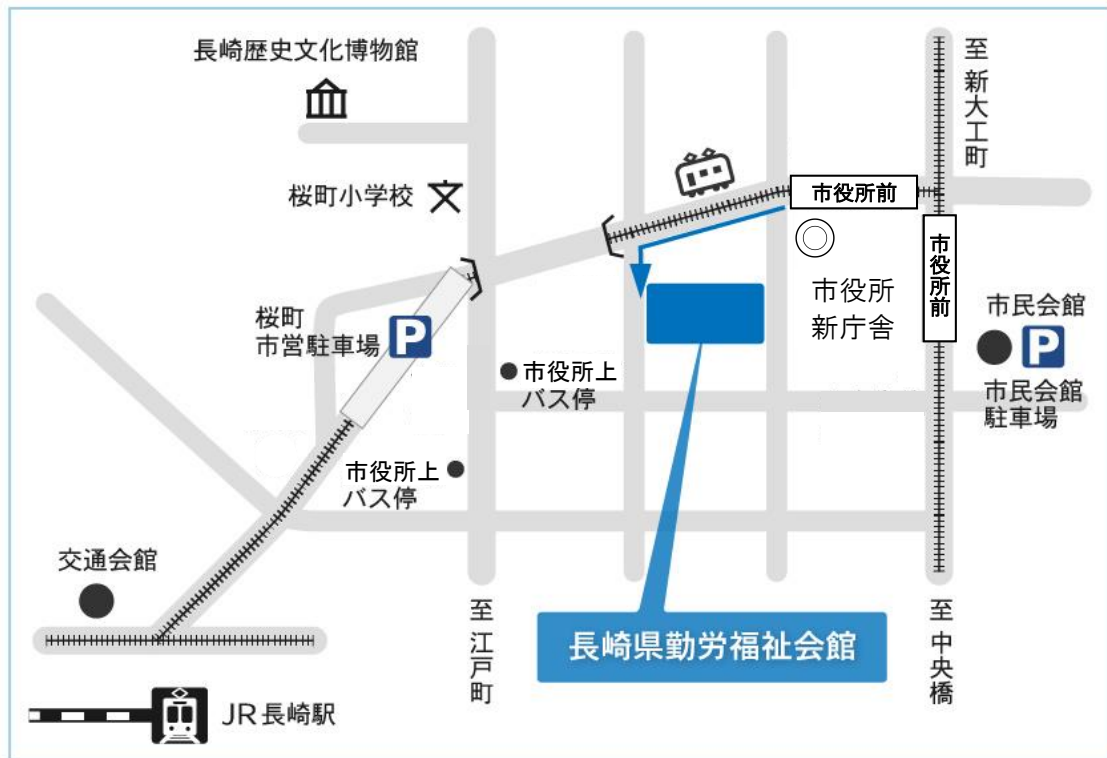 長崎歴史文化博物館
至新大工町
桜町小学校
市役所前
市役所前
市役所
新庁舎
桜町
市営駐車場
P
市民会館
P
市民会館
駐車場
市役所上
バス停
市役所上
バス停
交通会館
至江戸町
長崎県勤労福祉会館
至中央橋
JR長崎駅